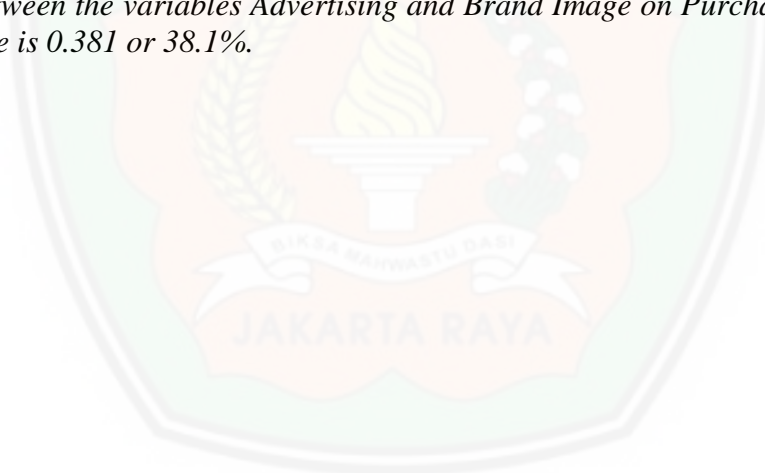 ween the variables Advertising and Brand Image on Purcha
e is 0.381 or 38.1%.
BIKSA MAHWASTU DASI
JAKARTA RAYA